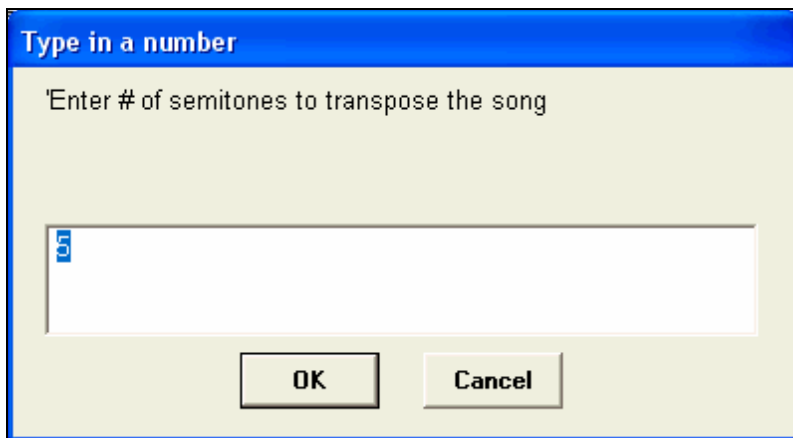 Type in a number
'Enter # of semitones to transpose the song
5
OK Cancel